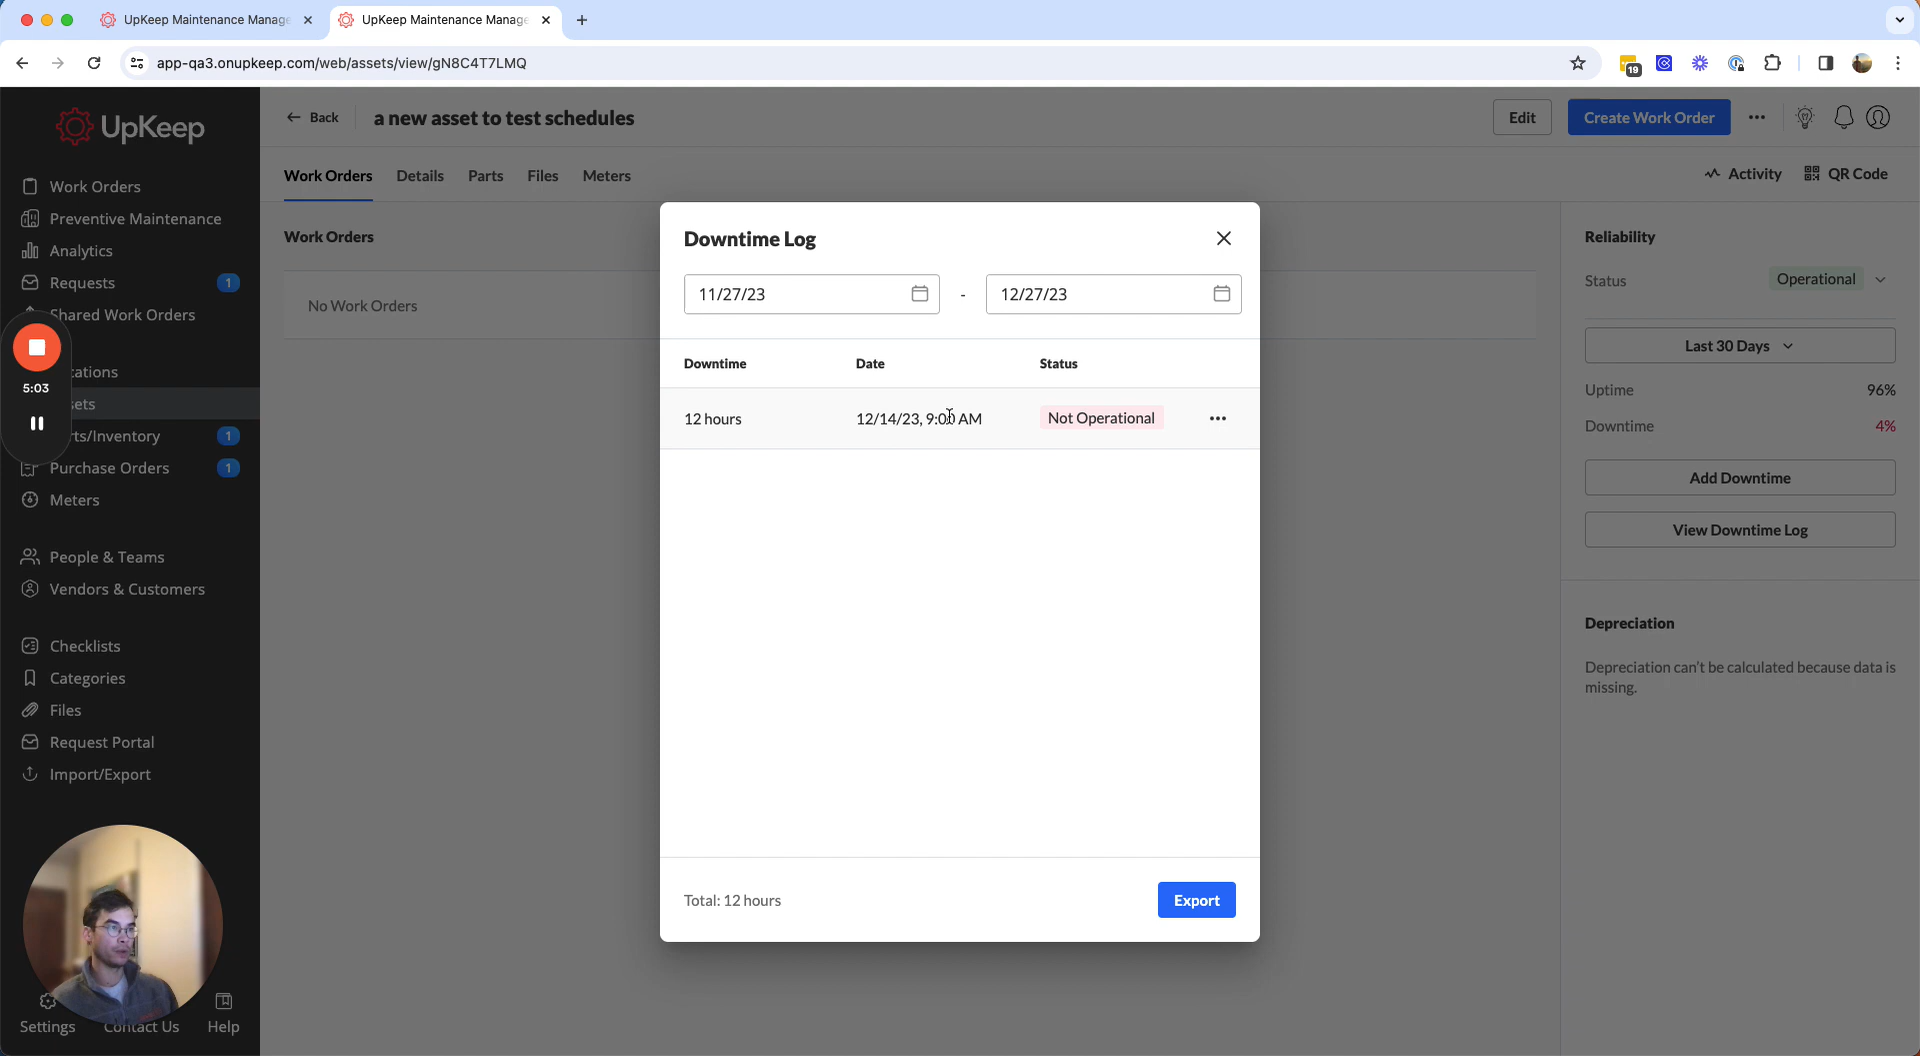 UpKeep Maintenance Manage
UpKeep Maintenance Manage
app-qa3.onupkeep.com/web/assets/view/gN8C4T7LMQ
19
UpKeep
Back
a new asset to test schedules
Edit
Create Work Order
Work Orders
Details
Parts
Files
Meters
Activity
QR Code
Work Orders
Preventive Maintenance
Analytics
Requests
1
Shared Work Orders
5:03
cations
sets
rts/Inventory
1
Purchase Orders
1
Meters
People & Teams
Vendors & Customers
Checklists
Categories
Files
Request Portal
Import/Export
Settings
Contact Us
Help
Work Orders
No Work Orders
Downtime Log
11/27/23
-
12/27/23
Downtime
Date
Status
12 hours
12/14/23, 9:00 AM
Not Operational
Total: 12 hours
Export
Reliability
Status
Operational
Last 30 Days
Uptime
96%
Downtime
4%
Add Downtime
View Downtime Log
Depreciation
Depreciation can't be calculated because data is
missing.